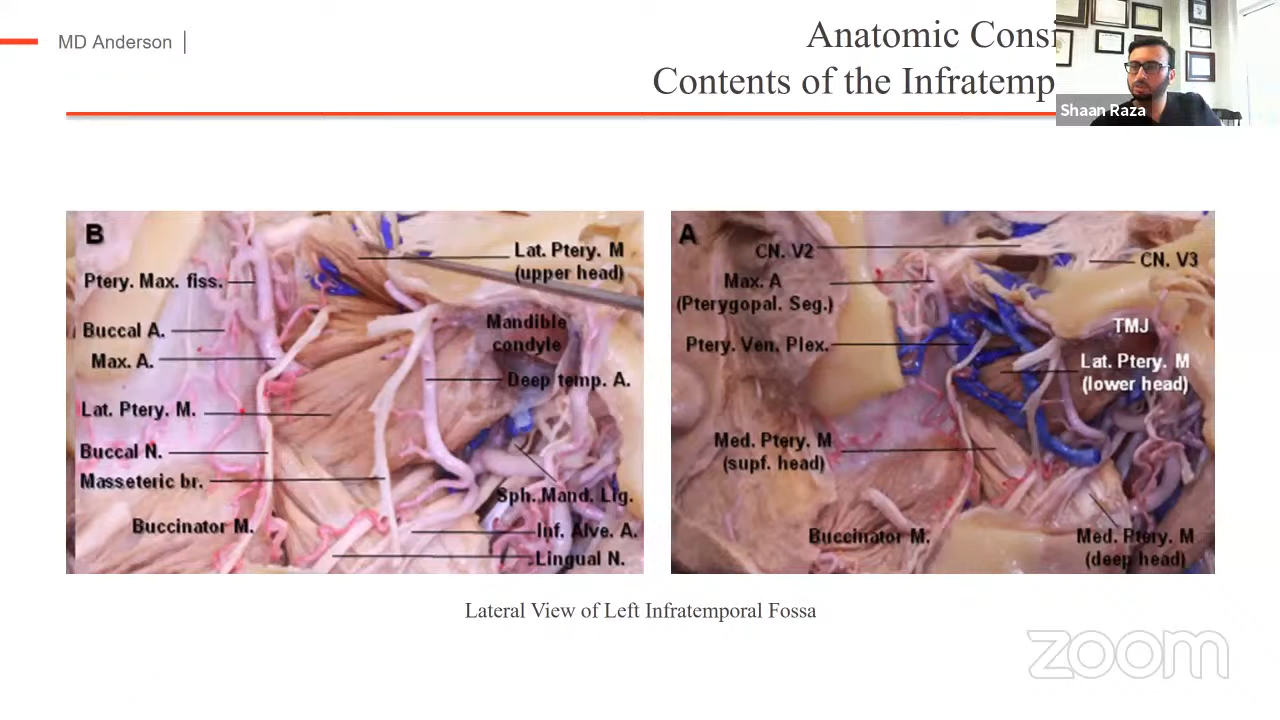 MD Anderson
Anatomic
Contents of the
Shaan Raza
B
Lat. Ptery. M
(upper head)
Ptery. Max. fiss.
Buccal A.
Max. A.
Mandible
condyle
Deep temp. A.
Lat. Ptery. M.
Buccal N.
Masseteric br.
Sph. Mand. Lig.
Buccinator M.
Inf. Alve. A.
Lingual N.
A
CN. V2
CN. V3
Max. A
(Pterygopal. Seg.)
TMJ
Ptery. Ven. Plex.
Lat. Ptery. M
(lower head)
Med. Ptery. M
(supf. head)
Buccinator M.
Med. Ptery. M
(deep head)
Lateral View of Left Infratemporal Fossa
zoom